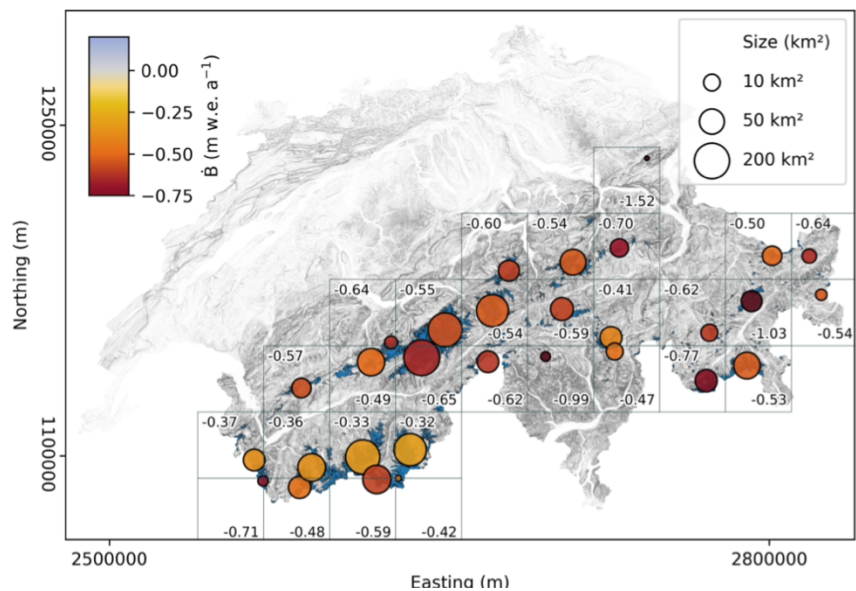 Size (km²)
10 km²
50 km²
200 km²
0.00
−0.25
−0.50
−0.75
Ḃ (m w.e. a⁻¹)
1250000
1100000
Northing (m)
-1.52
-0.60 -0.54 -0.70 -0.50 -0.64
-0.64 -0.55 -0.41 -0.62
-0.54 -0.59 -1.03 -0.54
-0.57 -0.77
-0.49 -0.65 -0.62 -0.99 -0.47 -0.53
-0.37 -0.36 -0.33 -0.32
-0.71 -0.48 -0.59 -0.42
2500000 2800000
Easting (m)